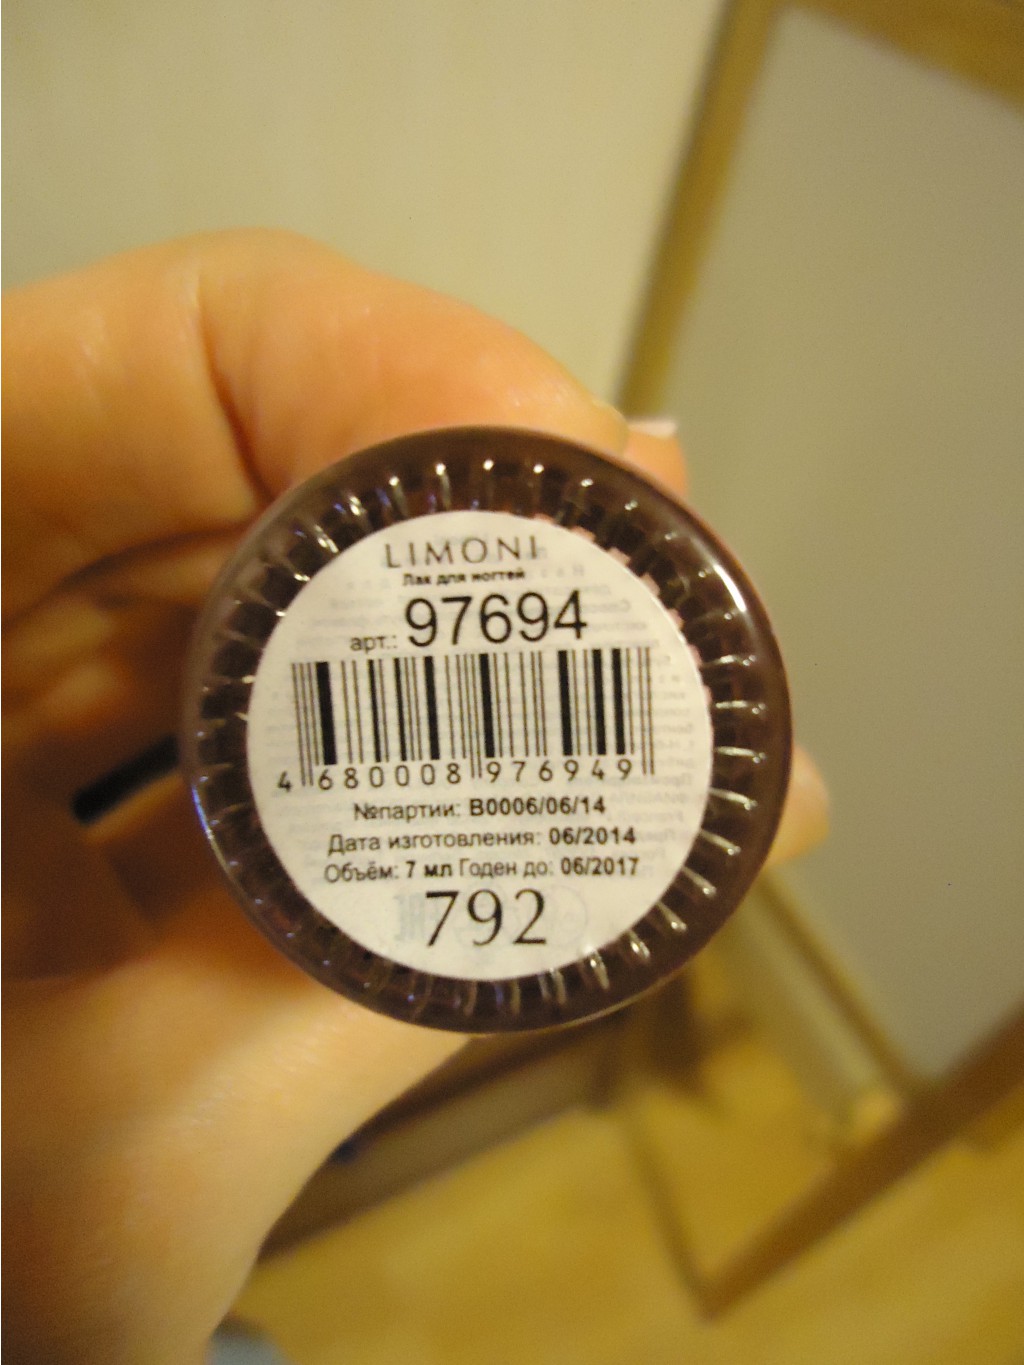 LIMONI
Лак для ногтей
арт.: 97694
4 680008 976949
№партии: B0006/06/14
Дата изготовления: 06/2014
Объём: 7 мл Годен до: 06/2017
792